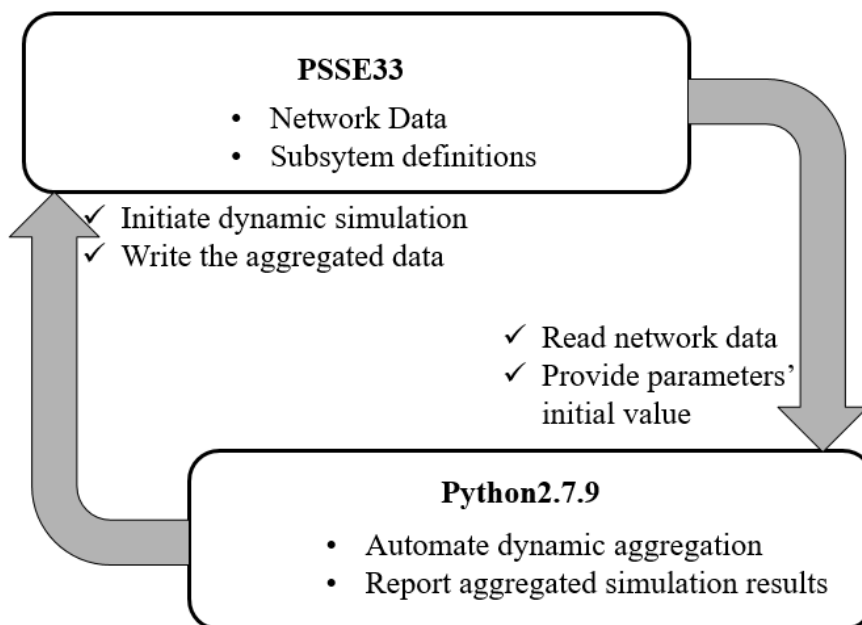 PSSE33
• Network Data
• Subsytem definitions
✓ Initiate dynamic simulation
✓ Write the aggregated data
✓ Read network data
✓ Provide parameters’
initial value
Python2.7.9
• Automate dynamic aggregation
• Report aggregated simulation results